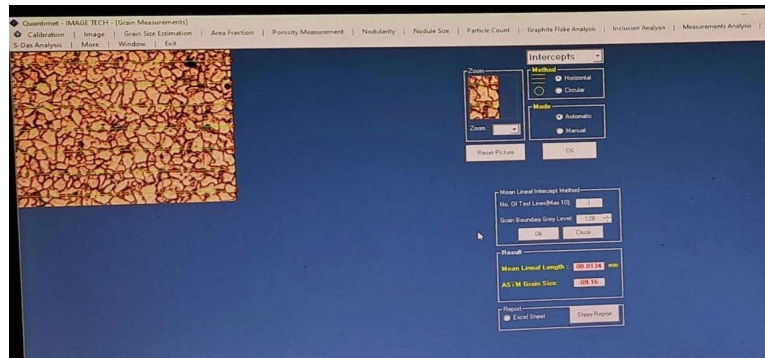 Quantimet - IMAGE TECH - [Grain Measurements]
Calibration | Image | Grain Size Estimation | Area Fraction | Porosity Measurement | Nodularity | Nodule Size | Particle Count | Graphite Flake Analysis | Inclusion Analysis | Measurements Analysis |
S-Das Analysis | More | Window | Exit
Intercepts
Zoom
Method
Horizontal
Circular
Mode
Automatic
Zoom :
Manual
Reset Picture
OK
Mean Lineal Intercept Method
No. Of Test Lines(Max 10)
Grain Boundary Grey Level: 128
Ok Close
Result
Mean Lineal Length : 00.0134 mm
ASTM Grain Size: 09.16
Report
Excel Sheet Show Report